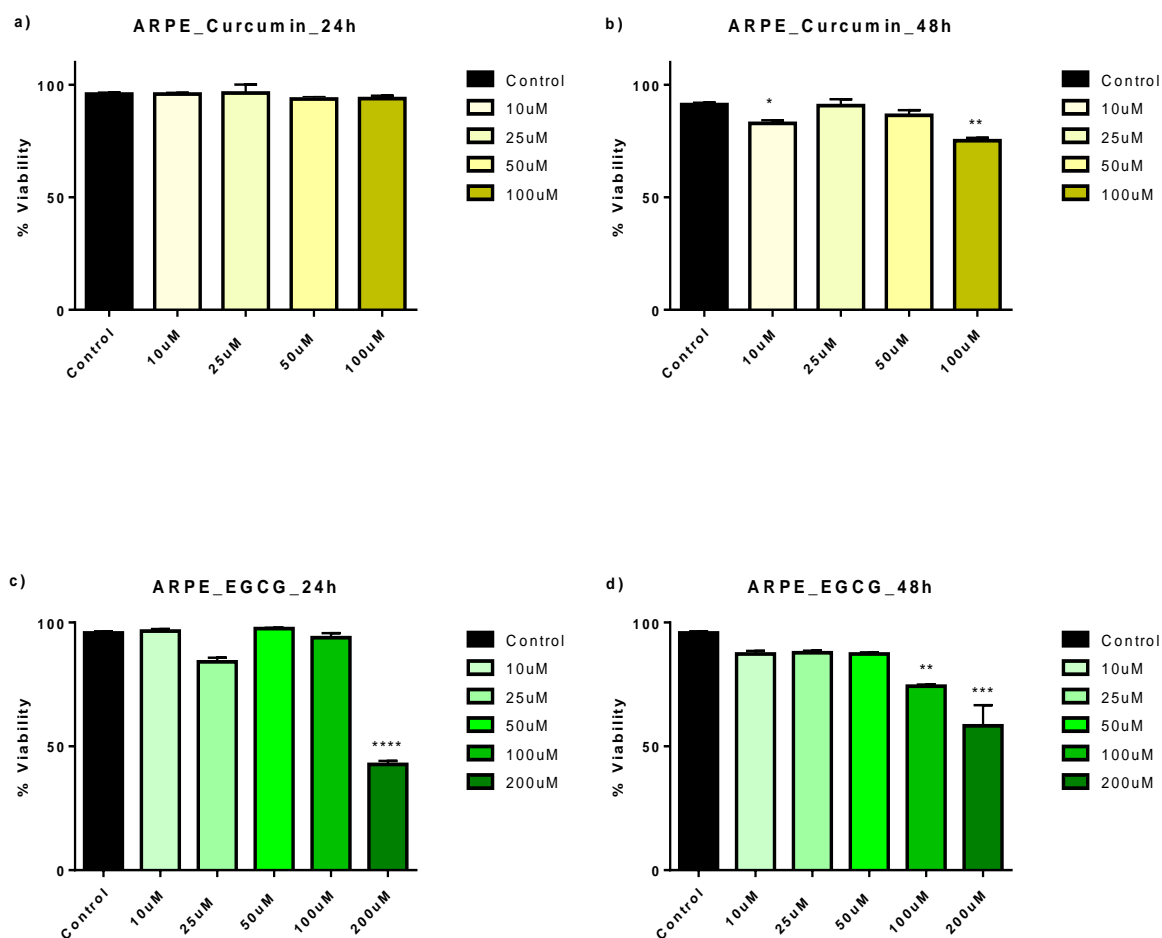 a)
ARPE_Curcumin_24h
100
50
0
% Viability
Control
10uM
25uM
50uM
100uM
Control
10uM
25uM
50uM
100uM
b)
ARPE_Curcumin_48h
100
50
0
% Viability
*
**
Control
10uM
25uM
50uM
100uM
Control
10uM
25uM
50uM
100uM
c)
ARPE_EGCG_24h
100
50
0
% Viability
****
Control
10uM
25uM
50uM
100uM
200uM
Control
10uM
25uM
50uM
100uM
200uM
d)
ARPE_EGCG_48h
100
50
0
% Viability
**
***
Control
10uM
25uM
50uM
100uM
200uM
Control
10uM
25uM
50uM
100uM
200uM